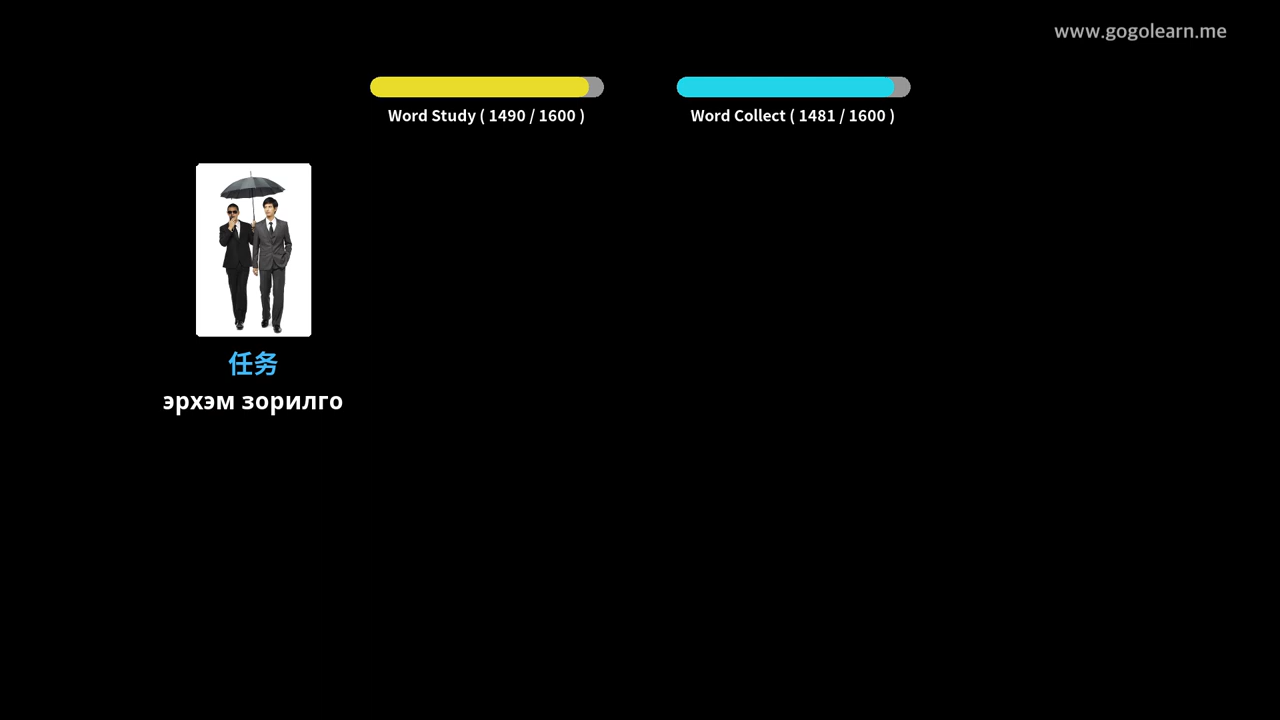 www.gogolearn.me
Word Study ( 1490 / 1600 )
Word Collect ( 1481 / 1600 )
任务
эрхэм зорилго